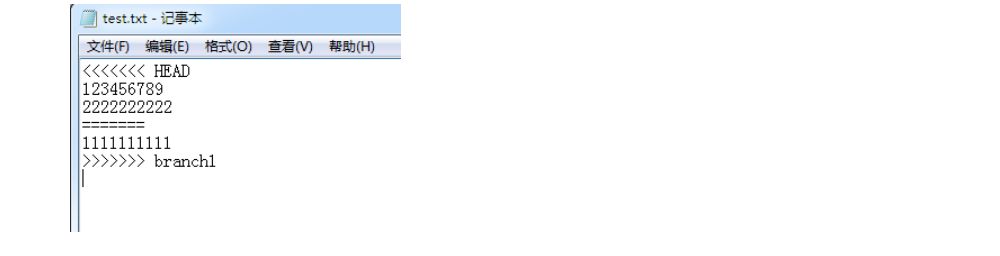 test.txt - 记事本
文件(F) 编辑(E) 格式(O) 查看(V) 帮助(H)
<<<<<<< HEAD
123456789
2222222222
=======
1111111111
>>>>>>> branch1